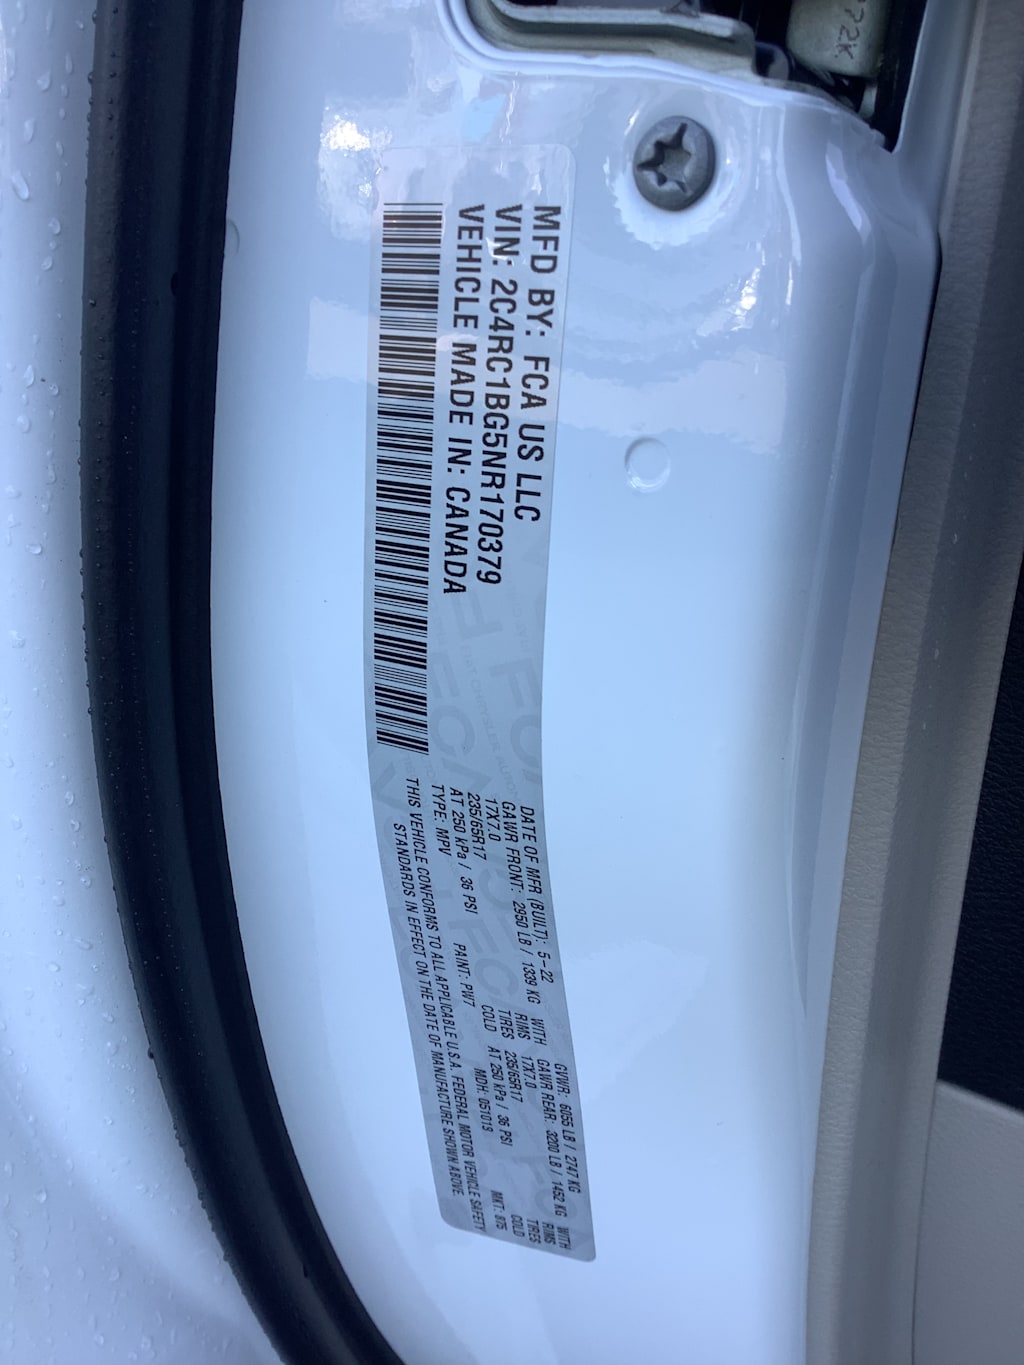 MFD BY: FCA US LLC
VIN: 2C4RC1BG5NR170379
VEHICLE MADE IN: CANADA
DATE OF MFR (BUILT): 5-22 GVWR: 6055 LB / 2747 KG
GAWR FRONT: 2950 LB / 1339 KG WITH GAWR REAR: 3200 LB / 1452 KG WITH
17X7.0 RIMS 17X7.0 RIMS
235/65R17 TIRES 235/65R17 TIRES
AT 250 kPa / 36 PSI COLD AT 250 kPa / 36 PSI COLD
TYPE: MPV PAINT: PW7 MDH: 051019 MKT: 875
THIS VEHICLE CONFORMS TO ALL APPLICABLE U.S.A. FEDERAL MOTOR VEHICLE SAFETY
STANDARDS IN EFFECT ON THE DATE OF MANUFACTURE SHOWN ABOVE.
72K